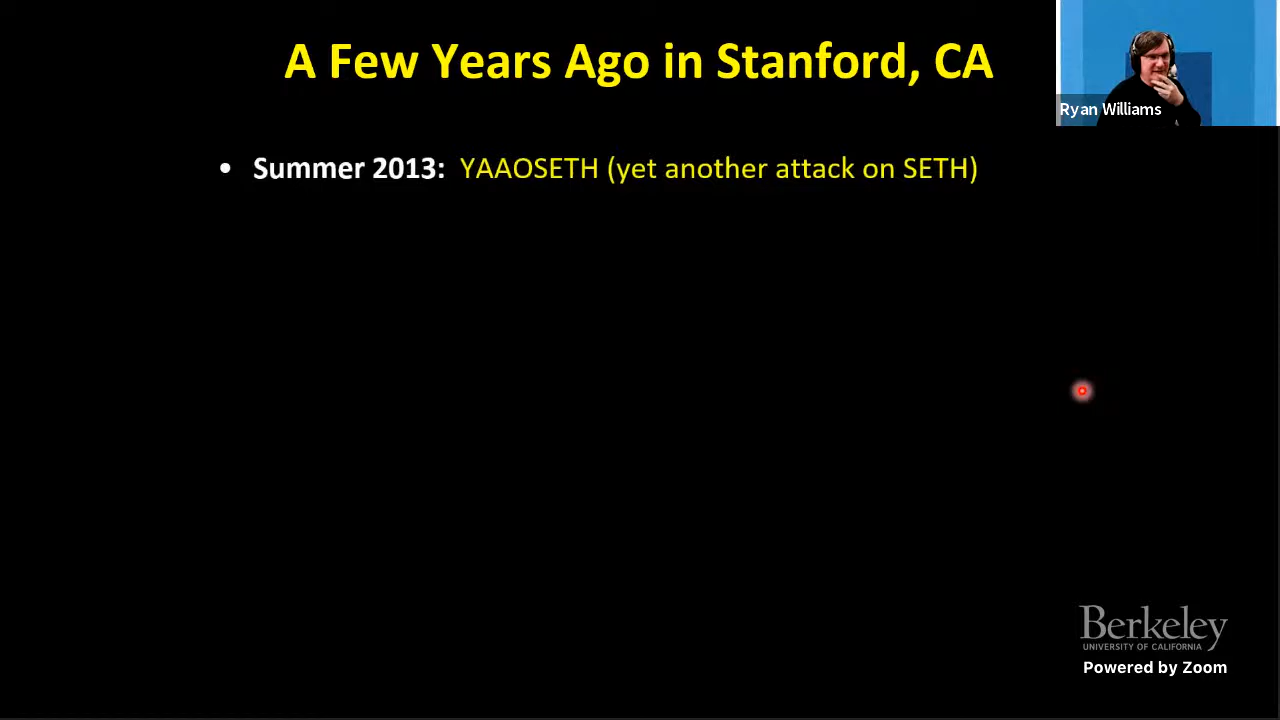 A Few Years Ago in Stanford, CA
Ryan Williams
• Summer 2013: YAAOSETH (yet another attack on SETH)
Berkeley
UNIVERSITY OF CALIFORNIA
Powered by Zoom